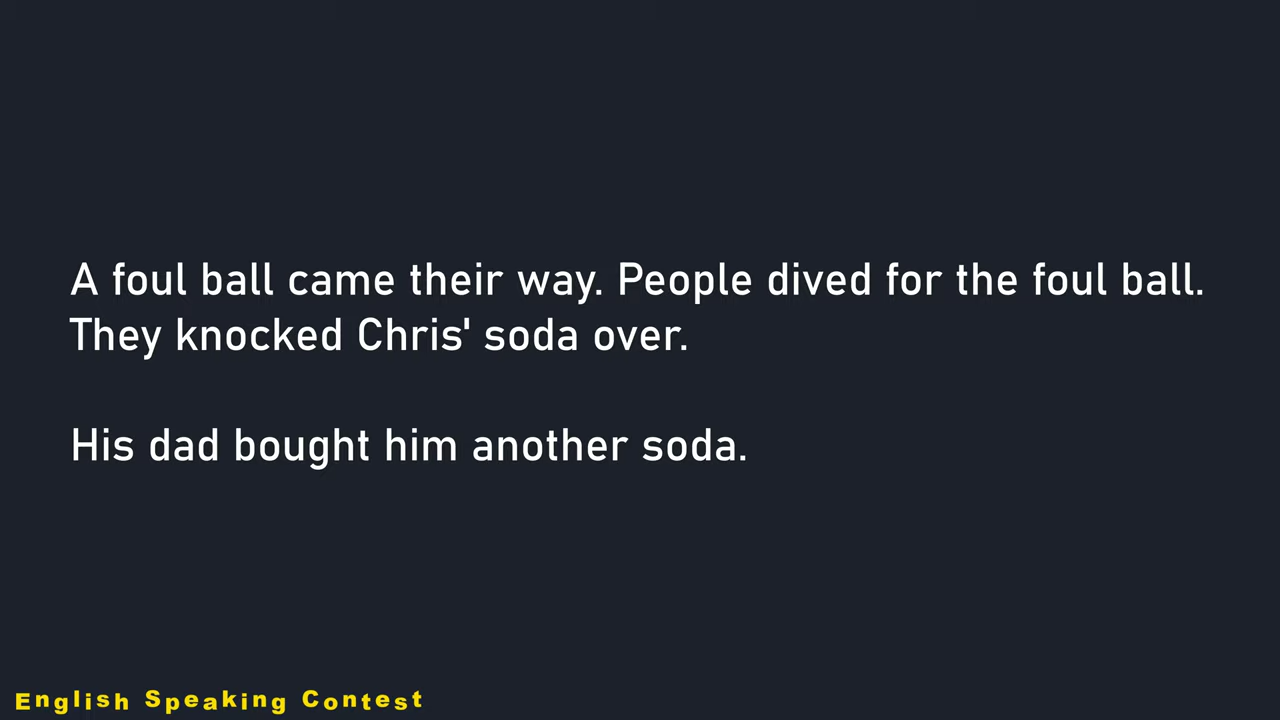 A foul ball came their way. People dived for the foul ball.
They knocked Chris' soda over.
His dad bought him another soda.
English Speaking Contest